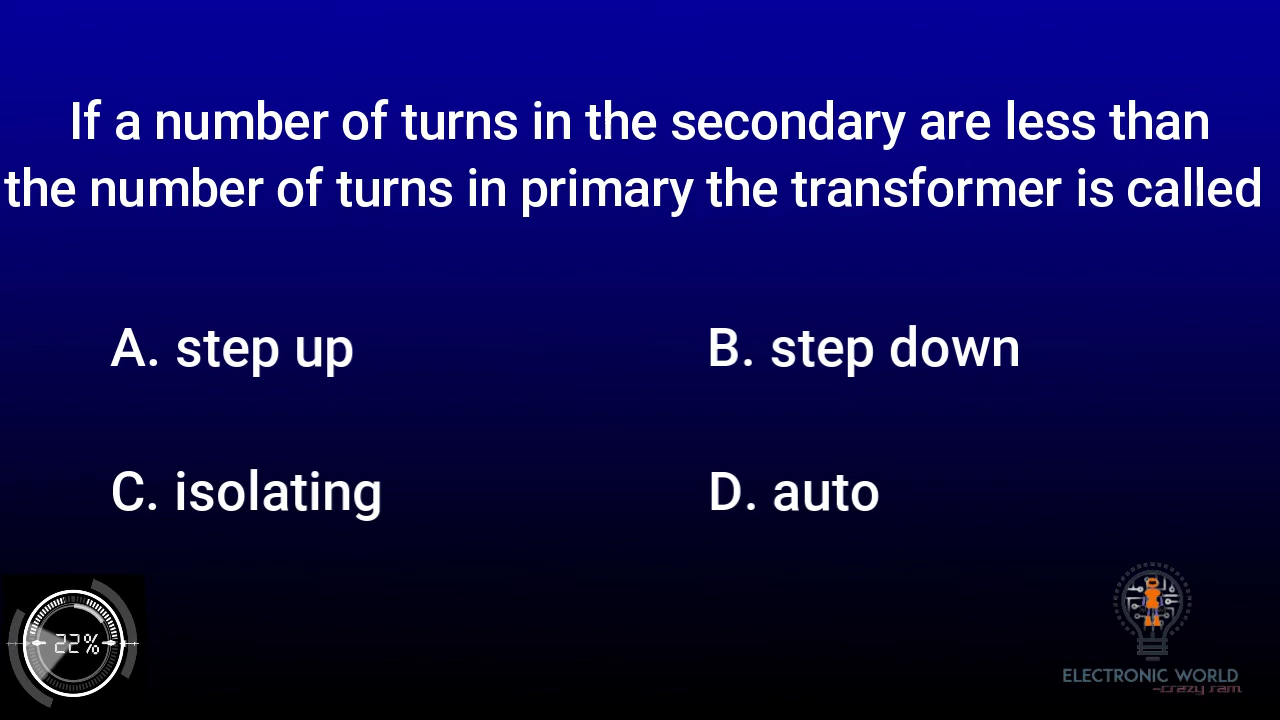 If a number of turns in the secondary are less than
the number of turns in primary the transformer is called
A. step up
B. step down
C. isolating
D. auto
22%
ELECTRONIC WORLD
-crazy ram